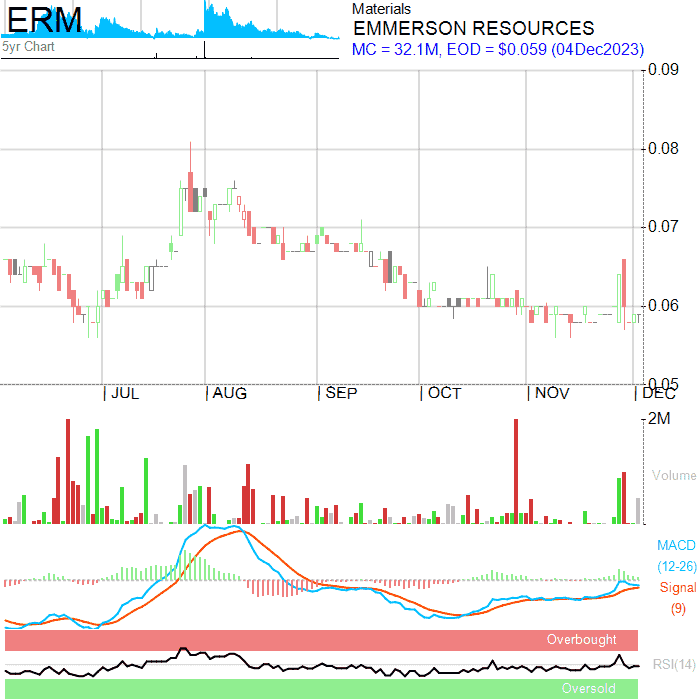 ERM
5yr Chart
Materials
EMMERSON RESOURCES
MC = 32.1M, EOD = $0.059 (04Dec2023)
0.09
0.08
0.07
0.06
0.05
JUL
AUG
SEP
OCT
NOV
DEC
2M
Volume
MACD
(12-26)
Signal
(9)
Overbought
RSI(14)
Oversold